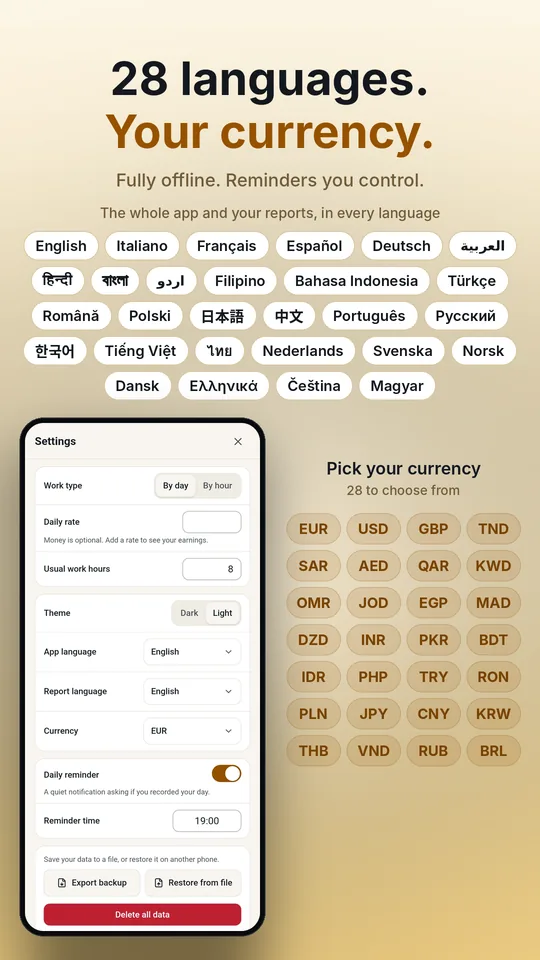 28 languages.
Your currency.
Fully offline. Reminders you control.
The whole app and your reports, in every language
English Italiano Français Español Deutsch العربية
हिन्दी বাংলা اردو Filipino Bahasa Indonesia Türkçe
Română Polski 日本語 中文 Português Русский
한국어 Tiếng Việt ไทย Nederlands Svenska Norsk
Dansk Ελληνικά Čeština Magyar
Settings
Work type By day By hour
Daily rate
Money is optional. Add a rate to see your earnings.
Usual work hours 8
Theme Dark Light
App language English
Report language English
Currency EUR
Daily reminder
A quiet notification asking if you recorded your day.
Reminder time 19:00
Save your data to a file, or restore it on another phone.
Export backup Restore from file
Delete all data
Pick your currency
28 to choose from
EUR USD GBP TND
SAR AED QAR KWD
OMR JOD EGP MAD
DZD INR PKR BDT
IDR PHP TRY RON
PLN JPY CNY KRW
THB VND RUB BRL